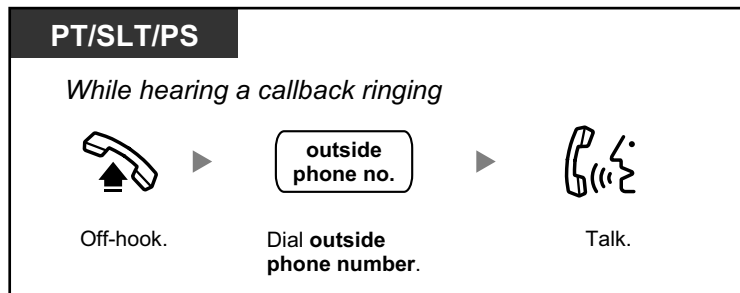 PT/SLT/PS
While hearing a callback ringing
outside
phone no.
Off-hook.
Dial outside
phone number.
Talk.